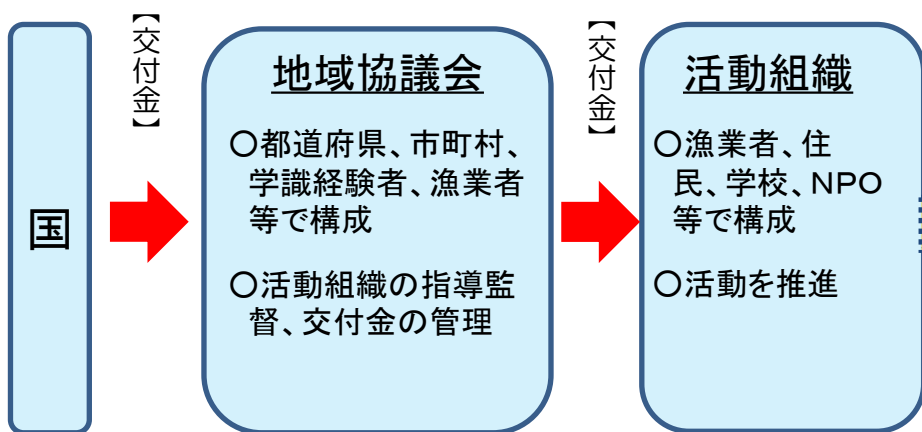 国
【交付金】
地域協議会
○都道府県、市町村、
学識経験者、漁業者
等で構成
○活動組織の指導監
督、交付金の管理
【交付金】
活動組織
○漁業者、住
民、学校、NPO
等で構成
○活動を推進